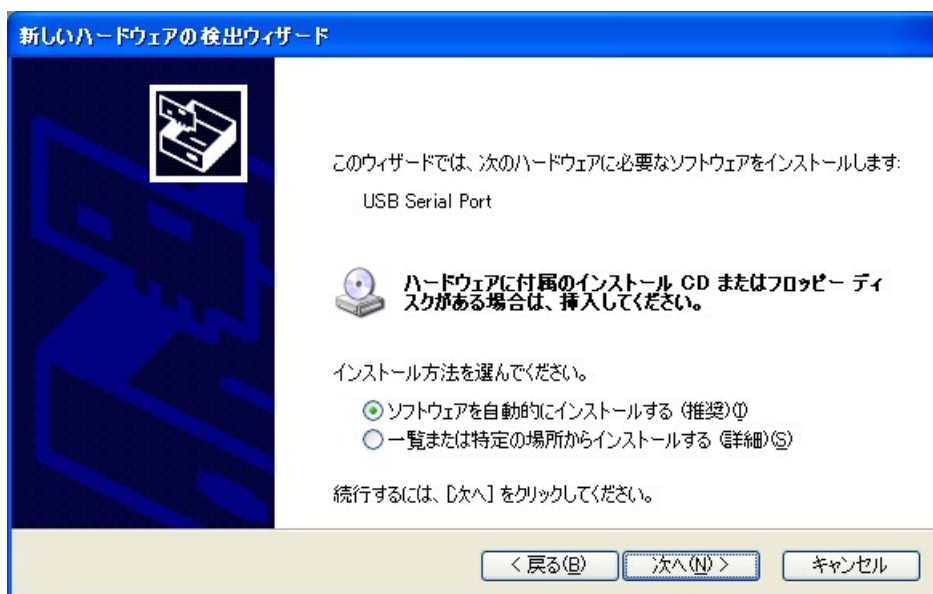 新しいハードウェアの検出ウィザード
このウィザードでは、次のハードウェアに必要なソフトウェアをインストールします:
USB Serial Port
ハードウェアに付属のインストール CD またはフロッピー ディ
スクがある場合は、挿入してください。
インストール方法を選んでください。
ソフトウェアを自動的にインストールする (推奨)(I)
一覧または特定の場所からインストールする (詳細)(S)
続行するには、[次へ] をクリックしてください。
< 戻る(B)
次へ(N) >
キャンセル